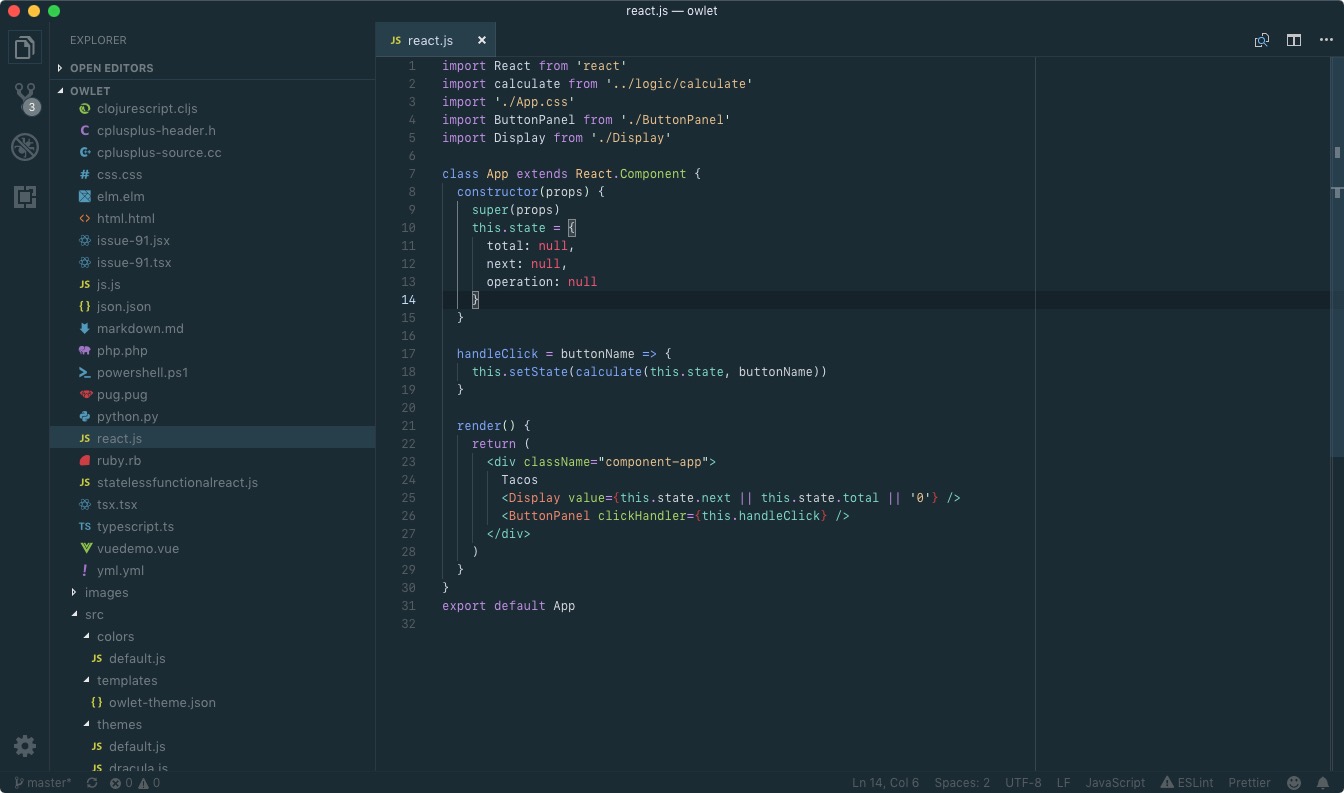 react.js — owlet
EXPLORER
OPEN EDITORS
OWLET
clojurescript.cljs
C cplusplus-header.h
cplusplus-source.cc
# css.css
elm.elm
<> html.html
issue-91.jsx
issue-91.tsx
JS js.js
{ } json.json
markdown.md
php.php
powershell.ps1
pug.pug
python.py
JS react.js
ruby.rb
JS statelessfunctionalreact.js
tsx.tsx
TS typescript.ts
vuedemo.vue
! yml.yml
images
src
colors
JS default.js
templates
{ } owlet-theme.json
themes
JS default.js
JS dracula.js
3
JS react.js ×
1 import React from 'react'
2 import calculate from '../logic/calculate'
3 import './App.css'
4 import ButtonPanel from './ButtonPanel'
5 import Display from './Display'
6
7 class App extends React.Component {
8 constructor(props) {
9 super(props)
10 this.state = {
11 total: null,
12 next: null,
13 operation: null
14 }
15 }
16
17 handleClick = buttonName => {
18 this.setState(calculate(this.state, buttonName))
19 }
20
21 render() {
22 return (
23 <div className="component-app">
24 Tacos
25 <Display value={this.state.next || this.state.total || '0'} />
26 <ButtonPanel clickHandler={this.handleClick} />
27 </div>
28 )
29 }
30 }
31 export default App
32
master* 0 0 Ln 14, Col 6 Spaces: 2 UTF-8 LF JavaScript ESLint Prettier